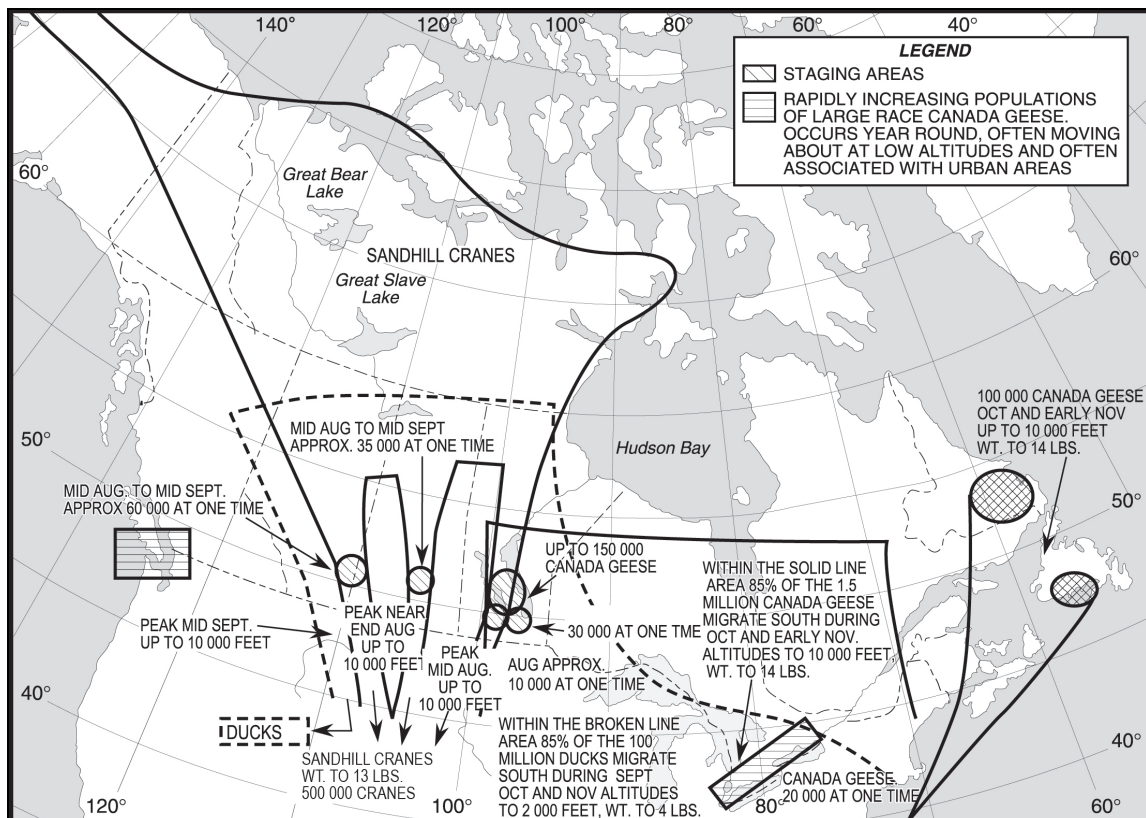 140°
120°
120°
100°
80°
60°
40°
LEGEND
STAGING AREAS
RAPIDLY INCREASING POPULATIONS
OF LARGE RACE CANADA GEESE.
OCCURS YEAR ROUND, OFTEN MOVING
ABOUT AT LOW ALTITUDES AND OFTEN
ASSOCIATED WITH URBAN AREAS
60°
Great Bear
Lake
SANDHILL CRANES
Great Slave
Lake
60°
100 000 CANADA GEESE
OCT AND EARLY NOV
UP TO 10 000 FEET
WT. TO 14 LBS.
50°
MID AUG TO MID SEPT
APPROX. 35 000 AT ONE TIME
Hudson Bay
50°
MID AUG. TO MID SEPT.
APPROX 60 000 AT ONE TIME
UP TO 150 000
CANADA GEESE
WITHIN THE SOLID LINE
AREA 85% OF THE 1.5
MILLION CANADA GEESE
MIGRATE SOUTH DURING
OCT AND EARLY NOV.
ALTITUDES TO 10 000 FEET,
WT. TO 14 LBS.
PEAK MID SEPT.
UP TO 10 000 FEET
PEAK NEAR
END AUG
UP TO
10 000 FEET
30 000 AT ONE TME
PEAK
MID AUG.
UP TO
10 000 FEET
AUG APPROX.
10 000 AT ONE TIME
40°
DUCKS
SANDHILL CRANES
WT. TO 13 LBS.
500 000 CRANES
WITHIN THE BROKEN LINE
AREA 85% OF THE 100
MILLION DUCKS MIGRATE
SOUTH DURING SEPT
OCT AND NOV ALTITUDES
TO 2 000 FEET, WT. TO 4 LBS.
CANADA GEESE
20 000 AT ONE TIME
40°
120°
100°
80°
60°